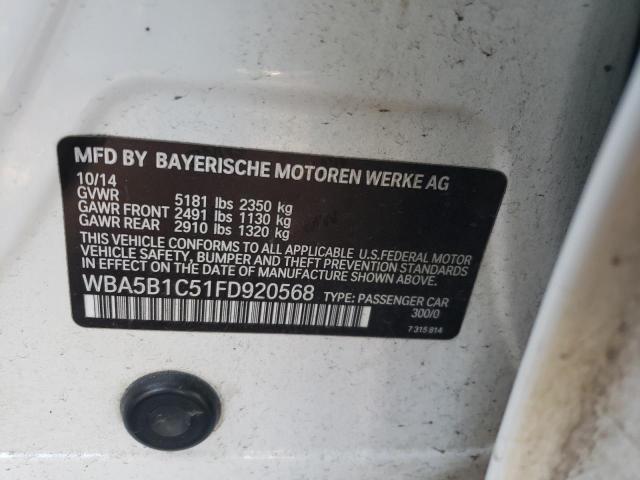 MFD BY BAYERISCHE MOTOREN WERKE AG
10/14
GVWR 5181 lbs 2350 kg
GAWR FRONT 2491 lbs 1130 kg
GAWR REAR 2910 lbs 1320 kg
THIS VEHICLE CONFORMS TO ALL APPLICABLE U.S.FEDERAL MOTOR
VEHICLE SAFETY, BUMPER AND THEFT PREVENTION STANDARDS
IN EFFECT ON THE DATE OF MANUFACTURE SHOWN ABOVE.
WBA5B1C51FD920568 TYPE: PASSENGER CAR
300/0
7 315 814